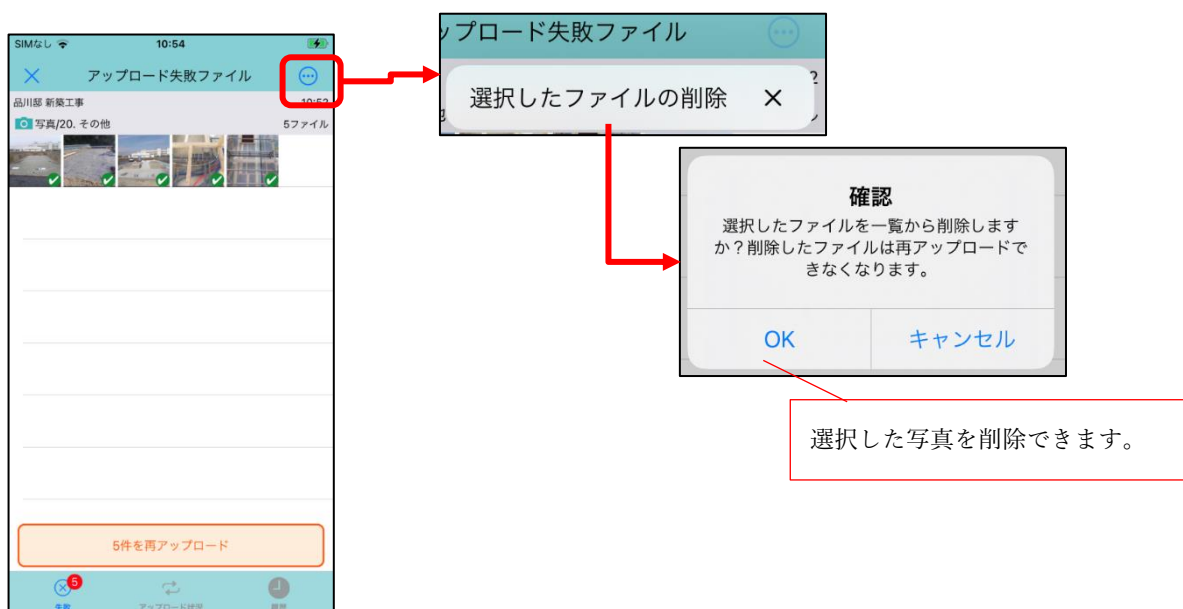 SIMなし
10:54
アップロード失敗ファイル
品川邸 新築工事
10:52
写真/20. その他
5ファイル
5件を再アップロード
5
失敗
アップロード状況
履歴
ップロード失敗ファイル
2
選択したファイルの削除 ×
確認
選択したファイルを一覧から削除します
か？削除したファイルは再アップロードで
きなくなります。
OK
キャンセル
選択した写真を削除できます。